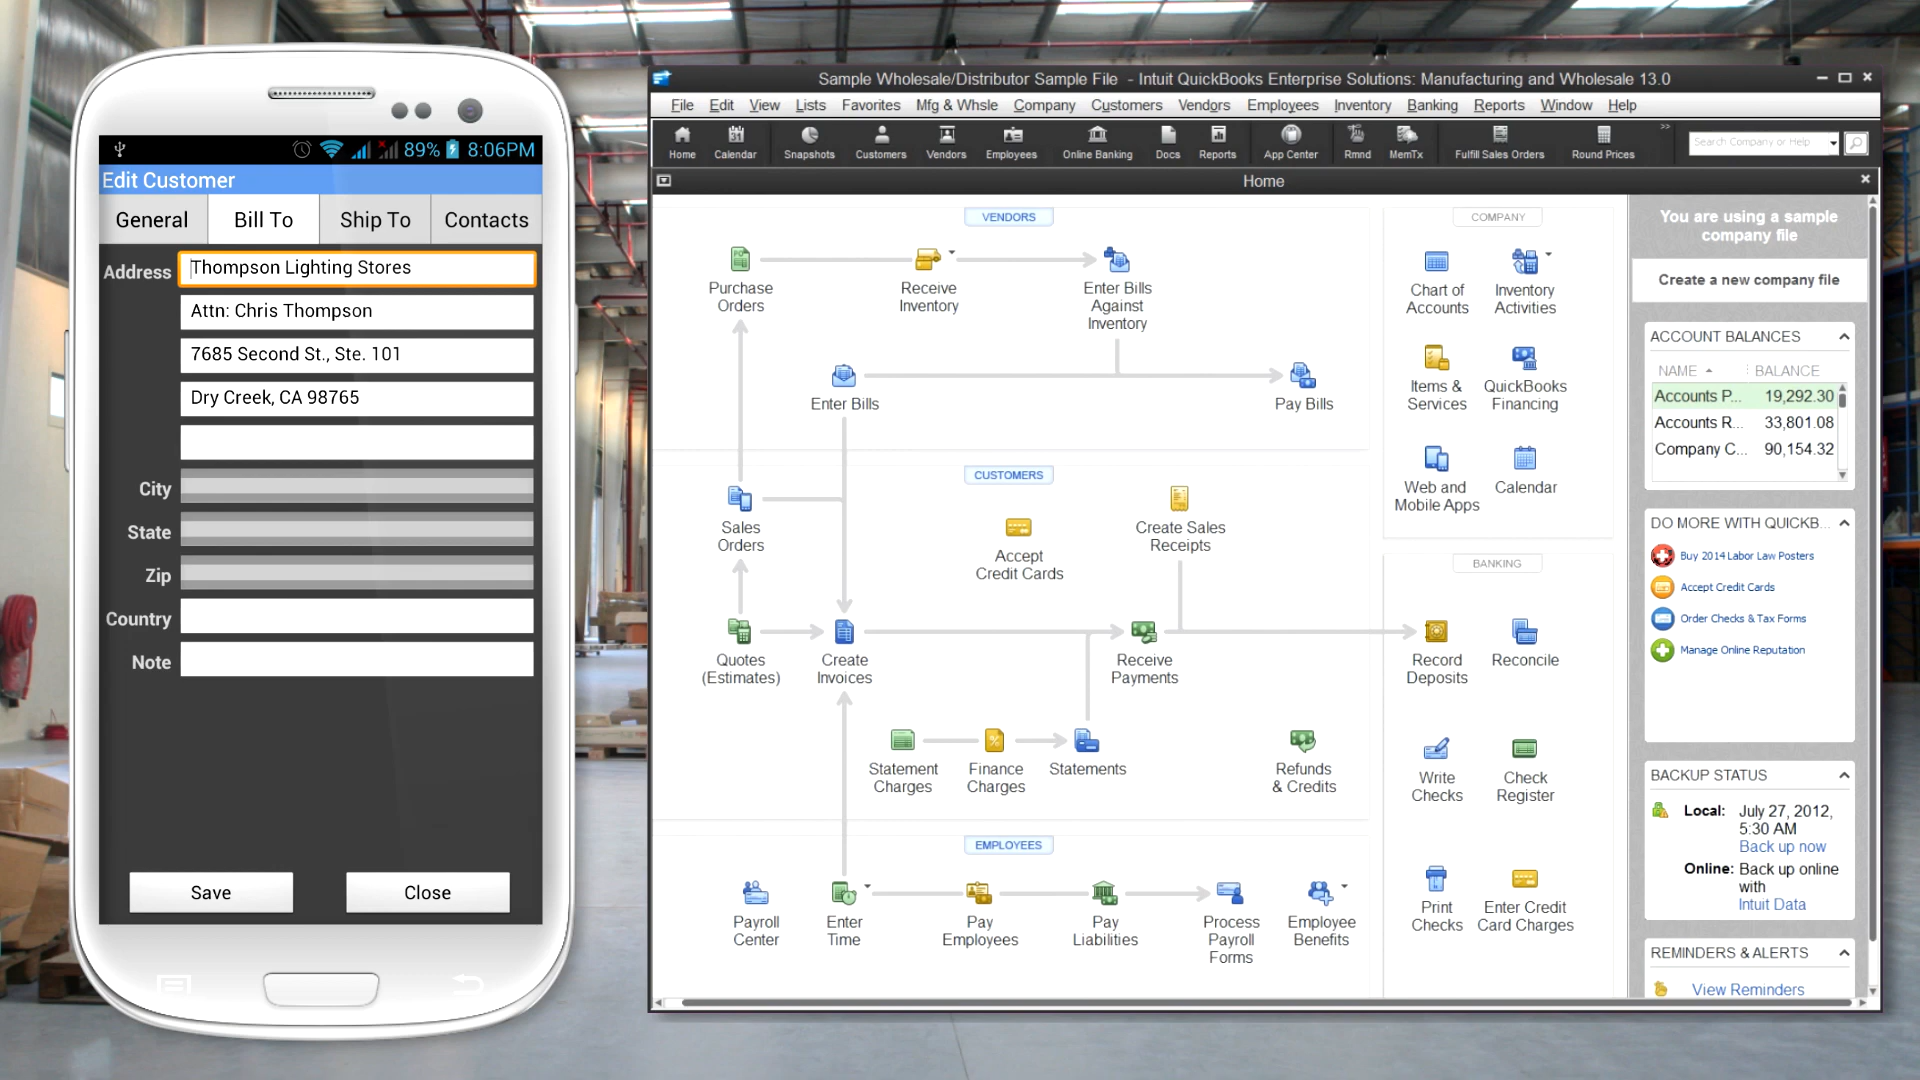 89% 8:06PM
Edit Customer
General Bill To Ship To Contacts
Address Thompson Lighting Stores
Attn: Chris Thompson
7685 Second St., Ste. 101
Dry Creek, CA 98765
City
State
Zip
Country
Note
Save Close
Sample Wholesale/Distributor Sample File - Intuit QuickBooks Enterprise Solutions: Manufacturing and Wholesale 13.0
File Edit View Lists Favorites Mfg & Whsle Company Customers Vendors Employees Inventory Banking Reports Window Help
Home Calendar Snapshots Customers Vendors Employees Online Banking Docs Reports App Center Rmnd MemTx Fulfill Sales Orders Round Prices
Search Company or Help
Home
VENDORS
Purchase Orders
Receive Inventory
Enter Bills Against Inventory
Enter Bills
Pay Bills
CUSTOMERS
Sales Orders
Accept Credit Cards
Create Sales Receipts
Quotes (Estimates)
Create Invoices
Receive Payments
Statement Charges
Finance Charges
Statements
Refunds & Credits
EMPLOYEES
Payroll Center
Enter Time
Pay Employees
Pay Liabilities
Process Payroll Forms
Employee Benefits
COMPANY
Chart of Accounts
Inventory Activities
Items & Services
QuickBooks Financing
Web and Mobile Apps
Calendar
BANKING
Record Deposits
Reconcile
Write Checks
Check Register
Print Checks
Enter Credit Card Charges
You are using a sample
company file
Create a new company file
ACCOUNT BALANCES
NAME BALANCE
Accounts P... 19,292.30
Accounts R... 33,801.08
Company C... 90,154.32
DO MORE WITH QUICKB...
Buy 2014 Labor Law Posters
Accept Credit Cards
Order Checks & Tax Forms
Manage Online Reputation
BACKUP STATUS
Local: July 27, 2012,
5:30 AM
Back up now
Online: Back up online
with
Intuit Data
REMINDERS & ALERTS
View Reminders